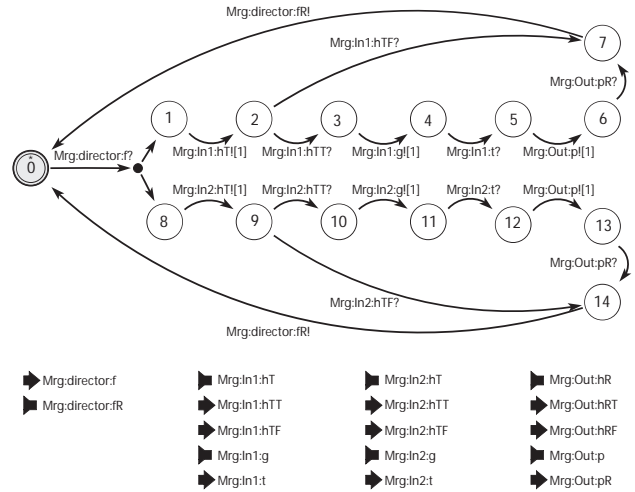 Mrg:director:fR!
Mrg:In1:hTF?
7
Mrg:Out:pR?
1
2
3
4
5
6
Mrg:director:f?
Mrg:In1:hT![1]
Mrg:In1:hTT?
Mrg:In1:g![1]
Mrg:In1:t?
Mrg:Out:p![1]
* 0
Mrg:In2:hT![1]
Mrg:In2:hTT?
Mrg:In2:g![1]
Mrg:In2:t?
Mrg:Out:p![1]
8
9
10
11
12
13
Mrg:Out:pR?
Mrg:In2:hTF?
14
Mrg:director:fR!
Mrg:director:f
Mrg:In1:hT
Mrg:In2:hT
Mrg:Out:hR
Mrg:director:fR
Mrg:In1:hTT
Mrg:In2:hTT
Mrg:Out:hRT
Mrg:In1:hTF
Mrg:In2:hTF
Mrg:Out:hRF
Mrg:In1:g
Mrg:In2:g
Mrg:Out:p
Mrg:In1:t
Mrg:In2:t
Mrg:Out:pR